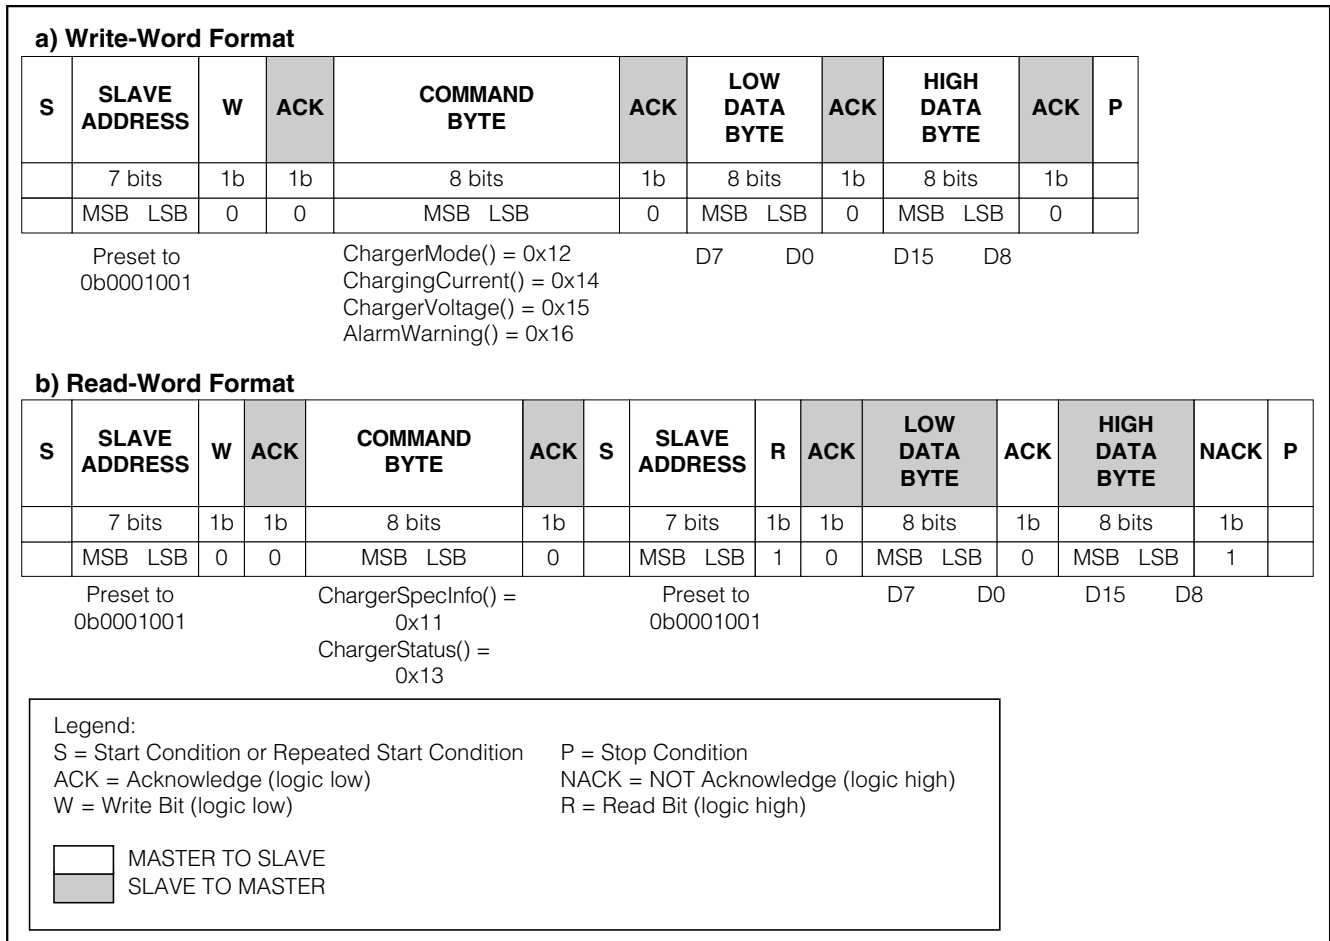 a) Write-Word Format
S SLAVE ADDRESS W ACK COMMAND BYTE ACK LOW DATA BYTE ACK HIGH DATA BYTE ACK P
7 bits 1b 1b 8 bits 1b 8 bits 1b 8 bits 1b
MSB LSB 0 0 MSB LSB 0 MSB LSB 0 MSB LSB 0
Preset to
0b0001001
ChargerMode() = 0x12
ChargingCurrent() = 0x14
ChargerVoltage() = 0x15
AlarmWarning() = 0x16
D7 D0 D15 D8
b) Read-Word Format
S SLAVE ADDRESS W ACK COMMAND BYTE ACK S SLAVE ADDRESS R ACK LOW DATA BYTE ACK HIGH DATA BYTE NACK P
7 bits 1b 1b 8 bits 1b 7 bits 1b 1b 8 bits 1b 8 bits 1b
MSB LSB 0 0 MSB LSB 0 MSB LSB 1 0 MSB LSB 0 MSB LSB 1
Preset to
0b0001001
ChargerSpecInfo() =
0x11
ChargerStatus() =
0x13
Preset to
0b0001001
D7 D0 D15 D8
Legend:
S = Start Condition or Repeated Start Condition P = Stop Condition
ACK = Acknowledge (logic low) NACK = NOT Acknowledge (logic high)
W = Write Bit (logic low) R = Read Bit (logic high)
MASTER TO SLAVE
SLAVE TO MASTER